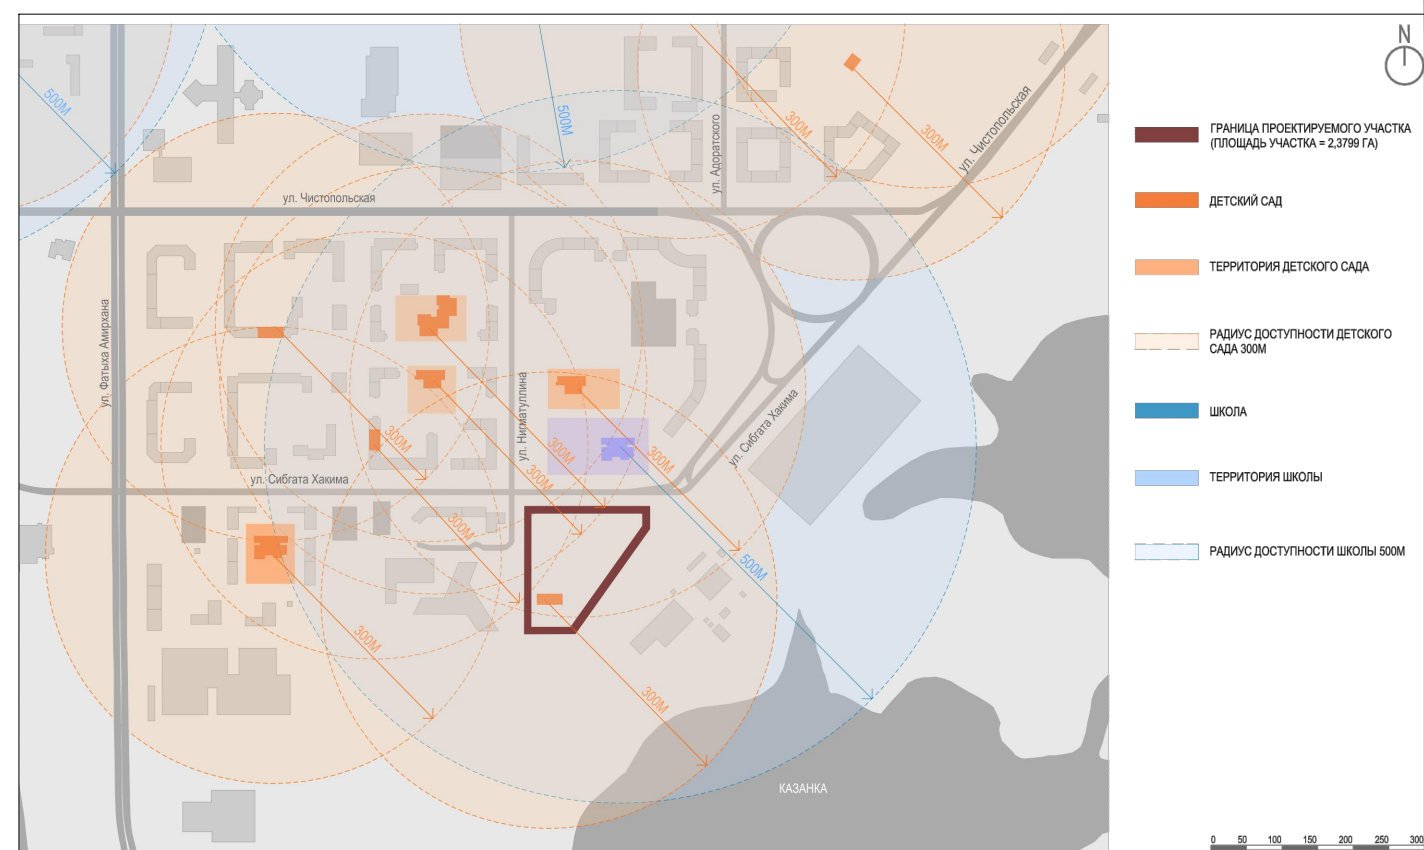 N
ГРАНИЦА ПРОЕКТИРУЕМОГО УЧАСТКА
(ПЛОЩАДЬ УЧАСТКА = 2,3799 ГА)
ДЕТСКИЙ САД
ТЕРРИТОРИЯ ДЕТСКОГО САДА
РАДИУС ДОСТУПНОСТИ ДЕТСКОГО
САДА 300М
ШКОЛА
ТЕРРИТОРИЯ ШКОЛЫ
РАДИУС ДОСТУПНОСТИ ШКОЛЫ 500М
500М
500М
300М
300М
ул. Чистопольская
ул. Адоратского
ул. Чистопольская
ул. Фатыха Амирхана
ул. Нигматуллина
ул. Сибгата Хакима
ул. Сибгата Хакима
300М
300М
300М
300М
300М
500М
300М
300М
КАЗАНКА
0 50 100 150 200 250 300